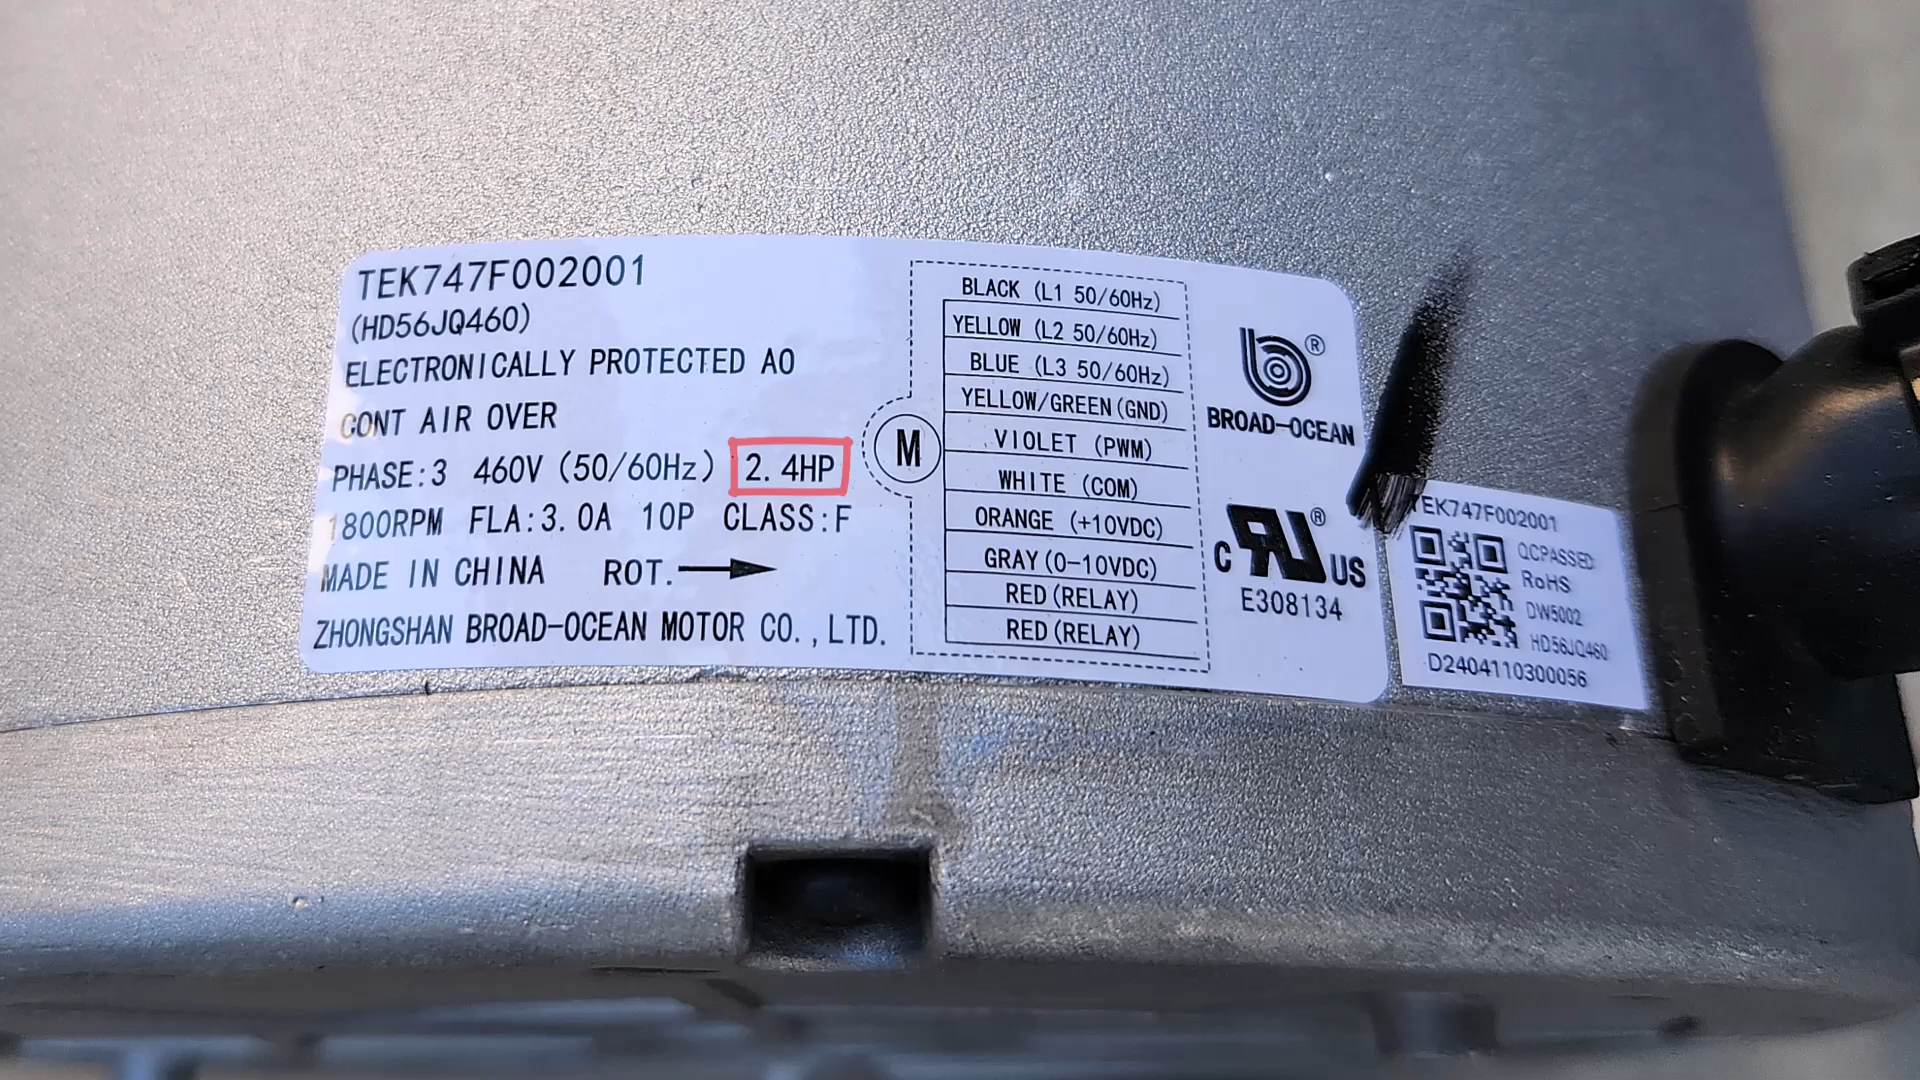 TEK747F002001
(HD56JQ460)
ELECTRONICALLY PROTECTED AO
CONT AIR OVER
PHASE:3 460V (50/60Hz) 2.4HP
1800RPM FLA:3.0A 10P CLASS:F
MADE IN CHINA ROT.
ZHONGSHAN BROAD-OCEAN MOTOR CO.,LTD.
M
BLACK (L1 50/60Hz)
YELLOW (L2 50/60Hz)
BLUE (L3 50/60Hz)
YELLOW/GREEN(GND)
VIOLET (PWM)
WHITE (COM)
ORANGE (+10VDC)
GRAY(0-10VDC)
RED(RELAY)
RED(RELAY)
®
BROAD-OCEAN
c RU ® US
E308134
TEK747F002001
QCPASSED
RoHS
DW5002
HD56JQ460
D2404110300056